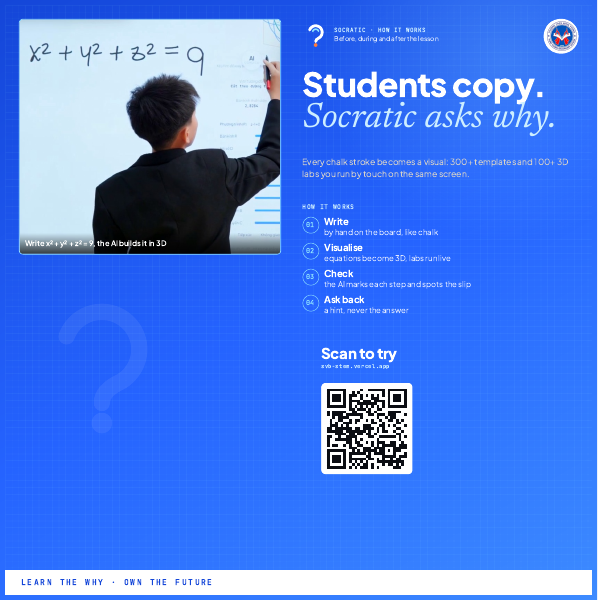 x² + y² + z² = 9
AI
Write x² + y² + z² = 9, the AI builds it in 3D
SOCRATIC · HOW IT WORKS
Before, during and after the lesson
Students copy.
Socratic asks why.
Every chalk stroke becomes a visual: 300+ templates and 100+ 3D
labs you run by touch on the same screen.
HOW IT WORKS
01 Write
by hand on the board, like chalk
02 Visualise
equations become 3D, labs run live
03 Check
the AI marks each step and spots the slip
04 Ask back
a hint, never the answer
Scan to try
avb-stem.vercel.app
LEARN THE WHY · OWN THE FUTURE